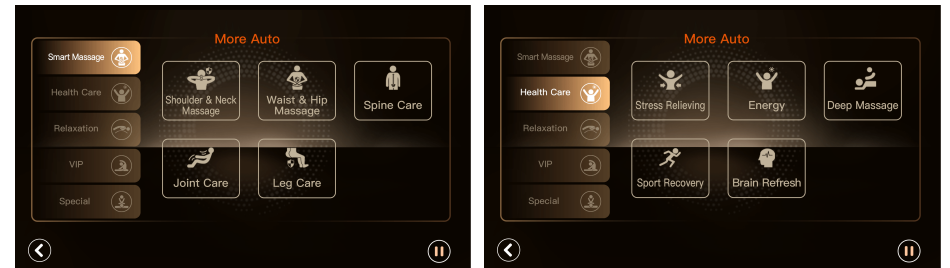 More Auto
Smart Massage
Health Care
Relaxation
VIP
Special
Shoulder & Neck
Massage
Waist & Hip
Massage
Spine Care
Joint Care
Leg Care
More Auto
Smart Massage
Health Care
Relaxation
VIP
Special
Stress Relieving
Energy
Deep Massage
Sport Recovery
Brain Refresh